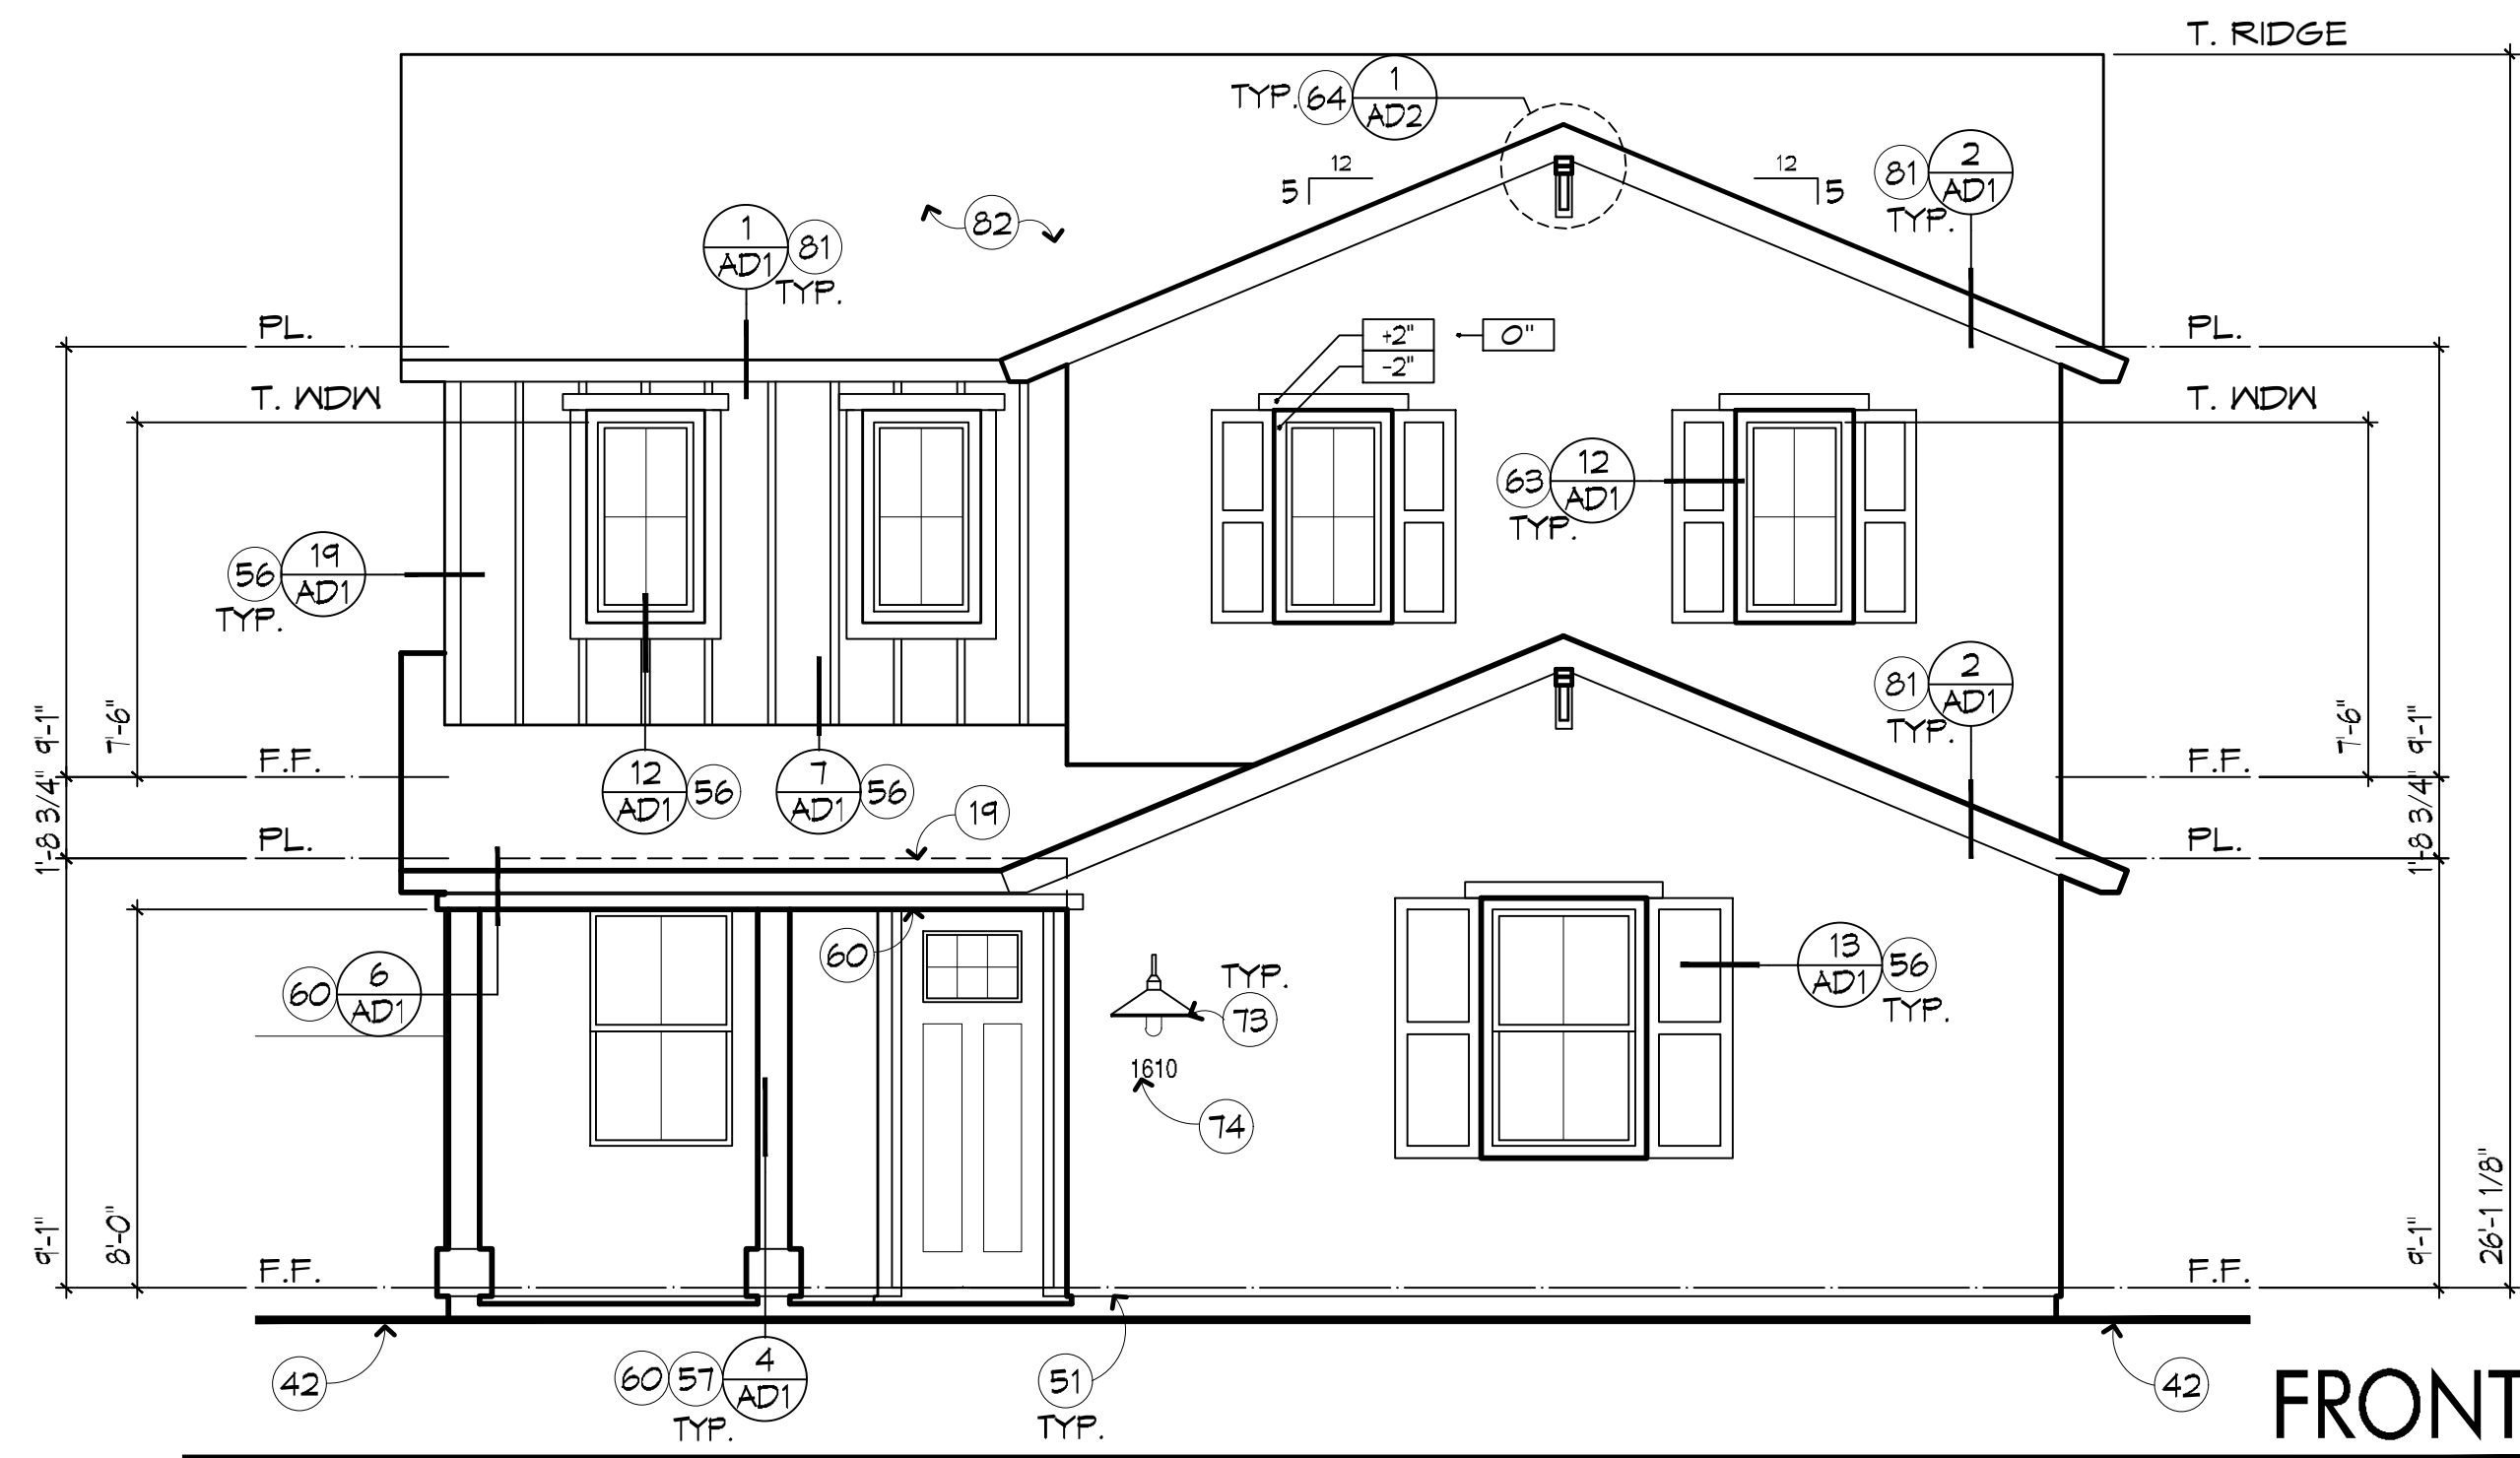 T. RIDGE
TYP. 64 1
AD2
12
5
12
5
81 2
AD1
TYP.
82
1 81
AD1
TYP.
PL.
PL.
+2" 0"
-2"
T. WDW
T. WDW
63 12
AD1
TYP.
56 19
AD1
TYP.
81 2
AD1
TYP.
9'-1"
7'-6"
7'-6"
9'-1"
F.F.
F.F.
12 56
AD1
7 56
AD1
19
1'-8 3/4"
1'-8 3/4"
PL.
PL.
60
60 6
AD1
13 56
AD1
TYP.
TYP.
73
1610
74
9'-1"
8'-0"
9'-1"
26'-1 1/8"
F.F.
F.F.
42
60 57 4
AD1
TYP.
51
TYP.
42
FRONT